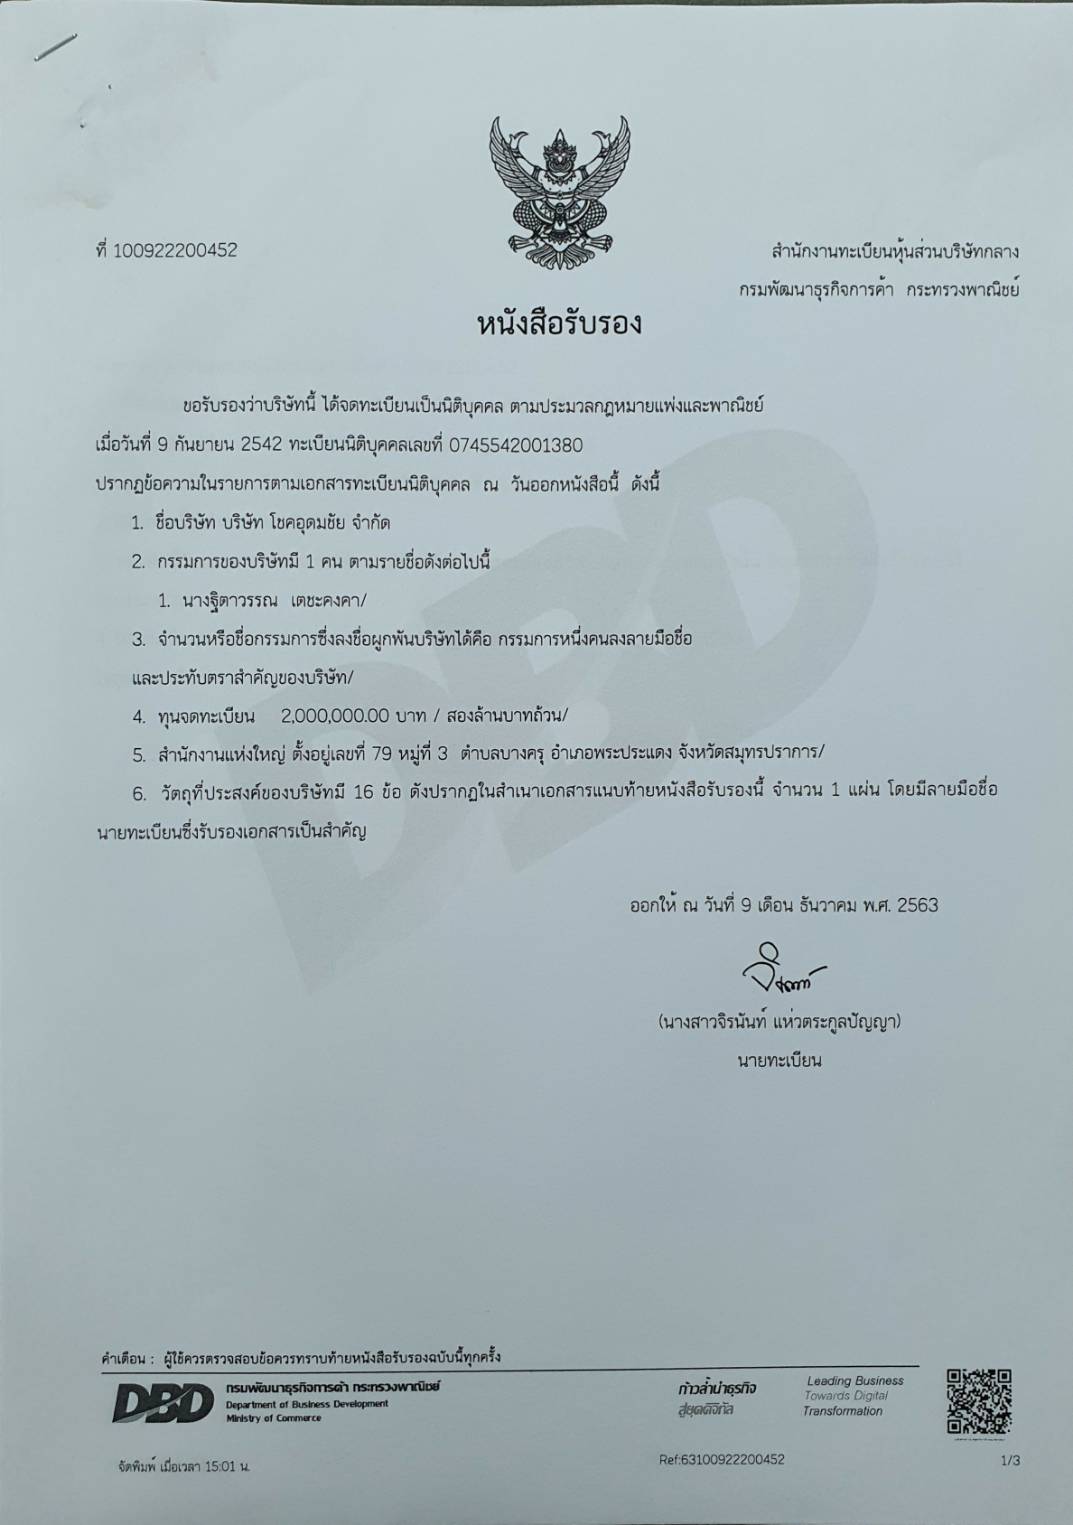 ที่ 100922200452
สำนักงานทะเบียนหุ้นส่วนบริษัทกลาง
กรมพัฒนาธุรกิจการค้า กระทรวงพาณิชย์
หนังสือรับรอง
ขอรับรองว่าบริษัทนี้ ได้จดทะเบียนเป็นนิติบุคคล ตามประมวลกฎหมายแพ่งและพาณิชย์
เมื่อวันที่ 9 กันยายน 2542 ทะเบียนนิติบุคคลเลขที่ 0745542001380
ปรากฏข้อความในรายการตามเอกสารทะเบียนนิติบุคคล ณ วันออกหนังสือนี้ ดังนี้
1. ชื่อบริษัท บริษัท โชคอุดมชัย จำกัด
2. กรรมการของบริษัทมี 1 คน ตามรายชื่อดังต่อไปนี้
1. นางฐิตาวรรณ เตชะคงคา/
3. จำนวนหรือชื่อกรรมการซึ่งลงชื่อผูกพันบริษัทได้คือ กรรมการหนึ่งคนลงลายมือชื่อ
และประทับตราสำคัญของบริษัท/
4. ทุนจดทะเบียน 2,000,000.00 บาท / สองล้านบาทถ้วน/
5. สำนักงานแห่งใหญ่ ตั้งอยู่เลขที่ 79 หมู่ที่ 3 ตำบลบางครุ อำเภอพระประแดง จังหวัดสมุทรปราการ/
6. วัตถุที่ประสงค์ของบริษัทมี 16 ข้อ ดังปรากฏในสำเนาเอกสารแนบท้ายหนังสือรับรองนี้ จำนวน 1 แผ่น โดยมีลายมือชื่อ
นายทะเบียนซึ่งรับรองเอกสารเป็นสำคัญ
DBD
ออกให้ ณ วันที่ 9 เดือน ธันวาคม พ.ศ. 2563
(นางสาวจิรนันท์ แห่วตระกูลปัญญา)
นายทะเบียน
คำเตือน : ผู้ใช้ควรตรวจสอบข้อควรทราบท้ายหนังสือรับรองฉบับนี้ทุกครั้ง
DBD กรมพัฒนาธุรกิจการค้า กระทรวงพาณิชย์
Department of Business Development
Ministry of Commerce
ก้าวล้ำนำธุรกิจ
สู่ยุคดิจิทัล
Leading Business
Towards Digital
Transformation
จัดพิมพ์ เมื่อเวลา 15:01 น.
Ref:63100922200452
1/3